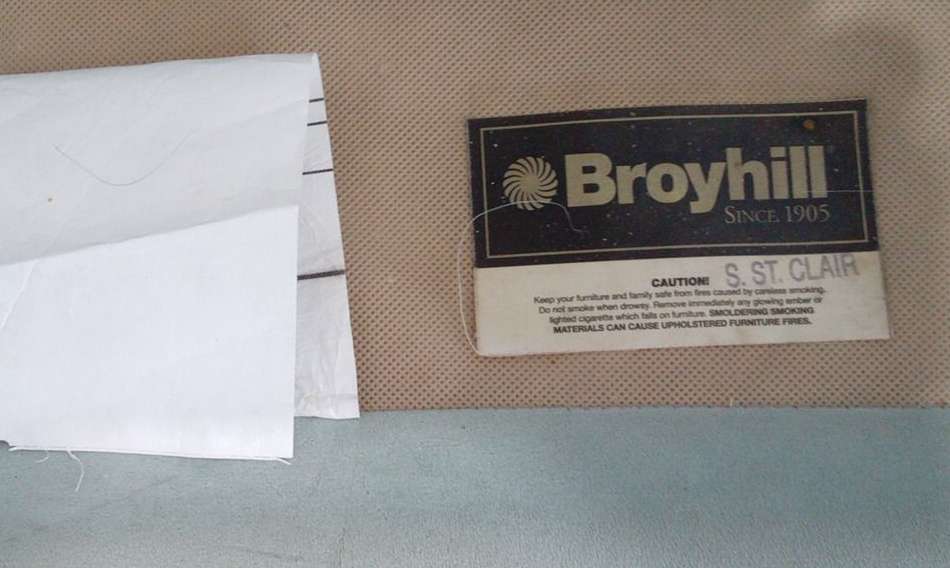 Broyhill
SINCE 1905
CAUTION! S. ST. CLAIR
Keep your furniture and family safe from fires caused by careless smoking.
Do not smoke when drowsy. Remove immediately any glowing ember or
lighted cigarette which falls on furniture. SMOLDERING SMOKING
MATERIALS CAN CAUSE UPHOLSTERED FURNITURE FIRES.